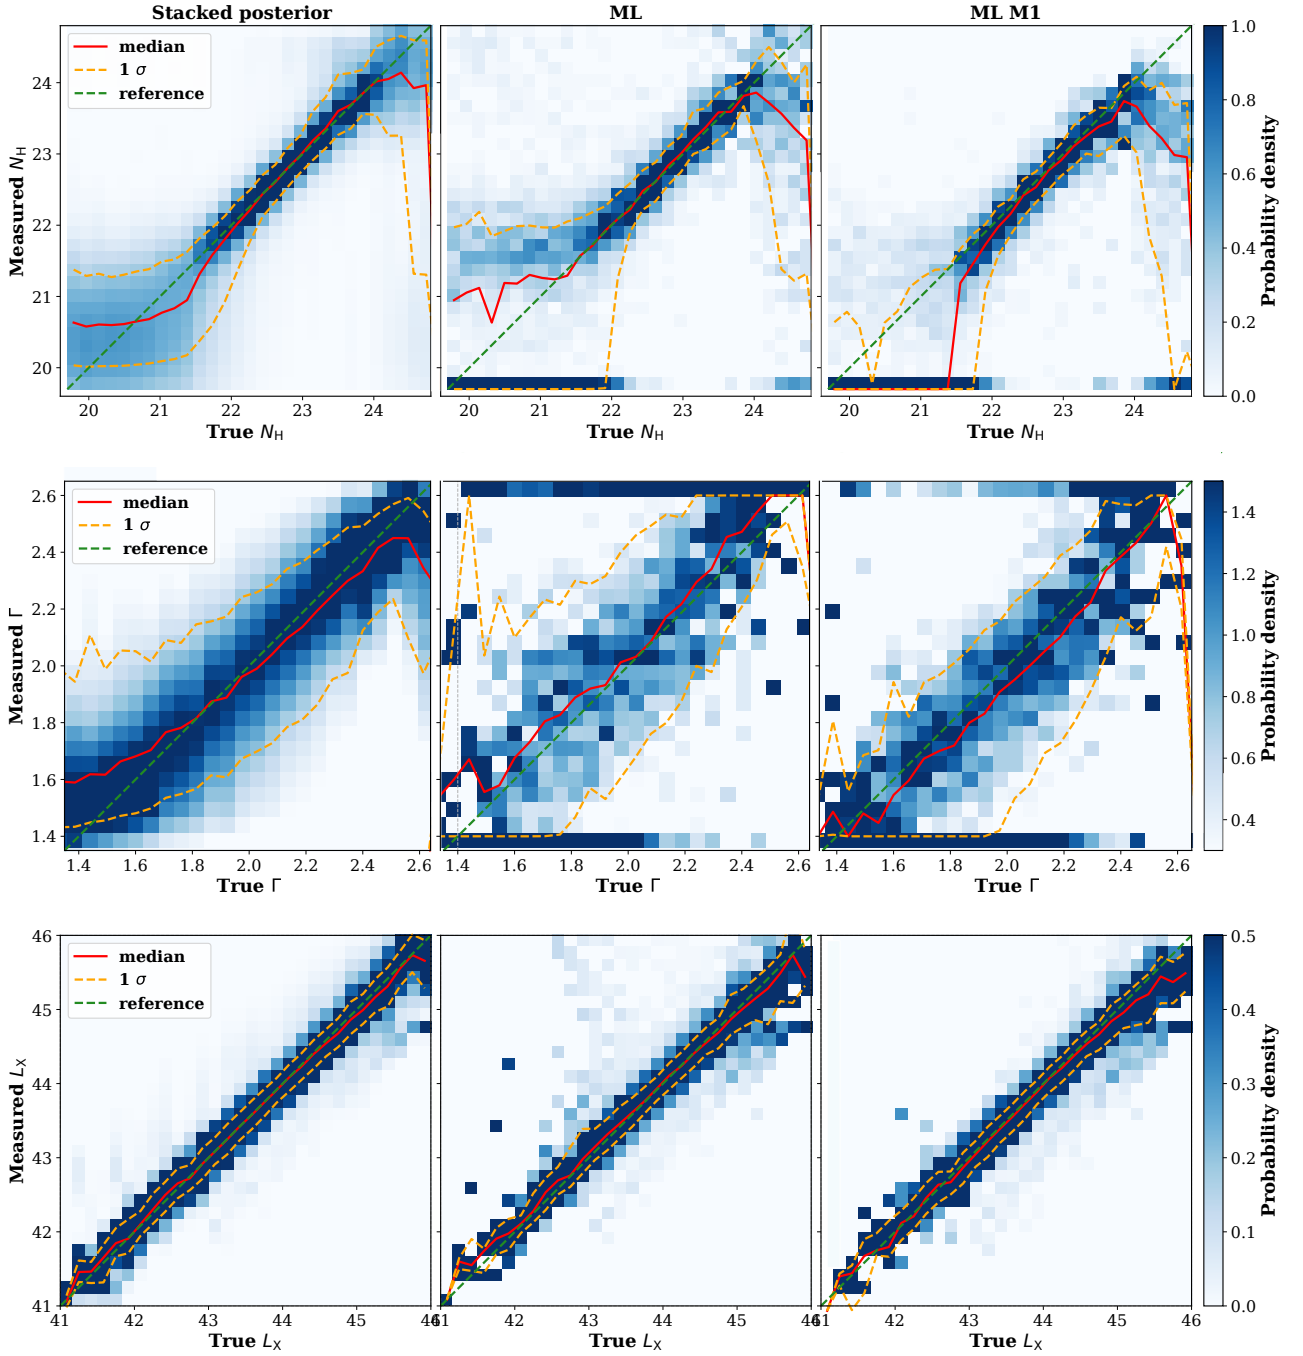 Stacked posterior ML ML M1
median
1 σ
reference
Measured N_H
24
23
22
21
20
20 21 22 23 24
20 21 22 23 24
20 21 22 23 24
True N_H True N_H True N_H
1.0
0.8
0.6
0.4
0.2
0.0
Probability density
median
1 σ
reference
Measured Γ
2.6
2.4
2.2
2.0
1.8
1.6
1.4
1.4 1.6 1.8 2.0 2.2 2.4 2.6
1.4 1.6 1.8 2.0 2.2 2.4 2.6
1.4 1.6 1.8 2.0 2.2 2.4 2.6
True Γ True Γ True Γ
1.4
1.2
1.0
0.8
0.6
0.4
Probability density
median
1 σ
reference
Measured L_X
46
45
44
43
42
41
41 42 43 44 45 46
41 42 43 44 45 46
41 42 43 44 45 46
True L_X True L_X True L_X
0.5
0.4
0.3
0.2
0.1
0.0
Probability density